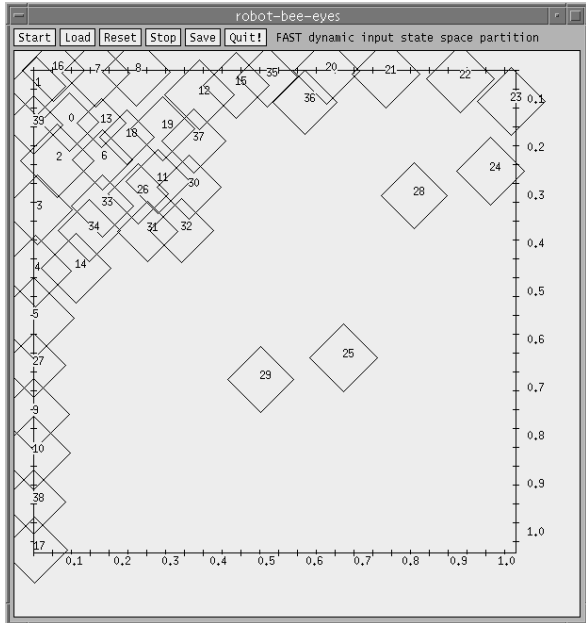 robot-bee-eyes
Start Load Reset Stop Save Quit! FAST dynamic input state space partition
16 7 8 35 20 21 22
1 15
12 36 23 0.1
39 0 13 19
18 37
0.2
2 6 11 24
26 30 28 0.3
3 33
34 31 32
0.4
4 14
0.5
5
0.6
27 29 25
0.7
9
0.8
10
0.9
38
1.0
17
0.1 0.2 0.3 0.4 0.5 0.6 0.7 0.8 0.9 1.0